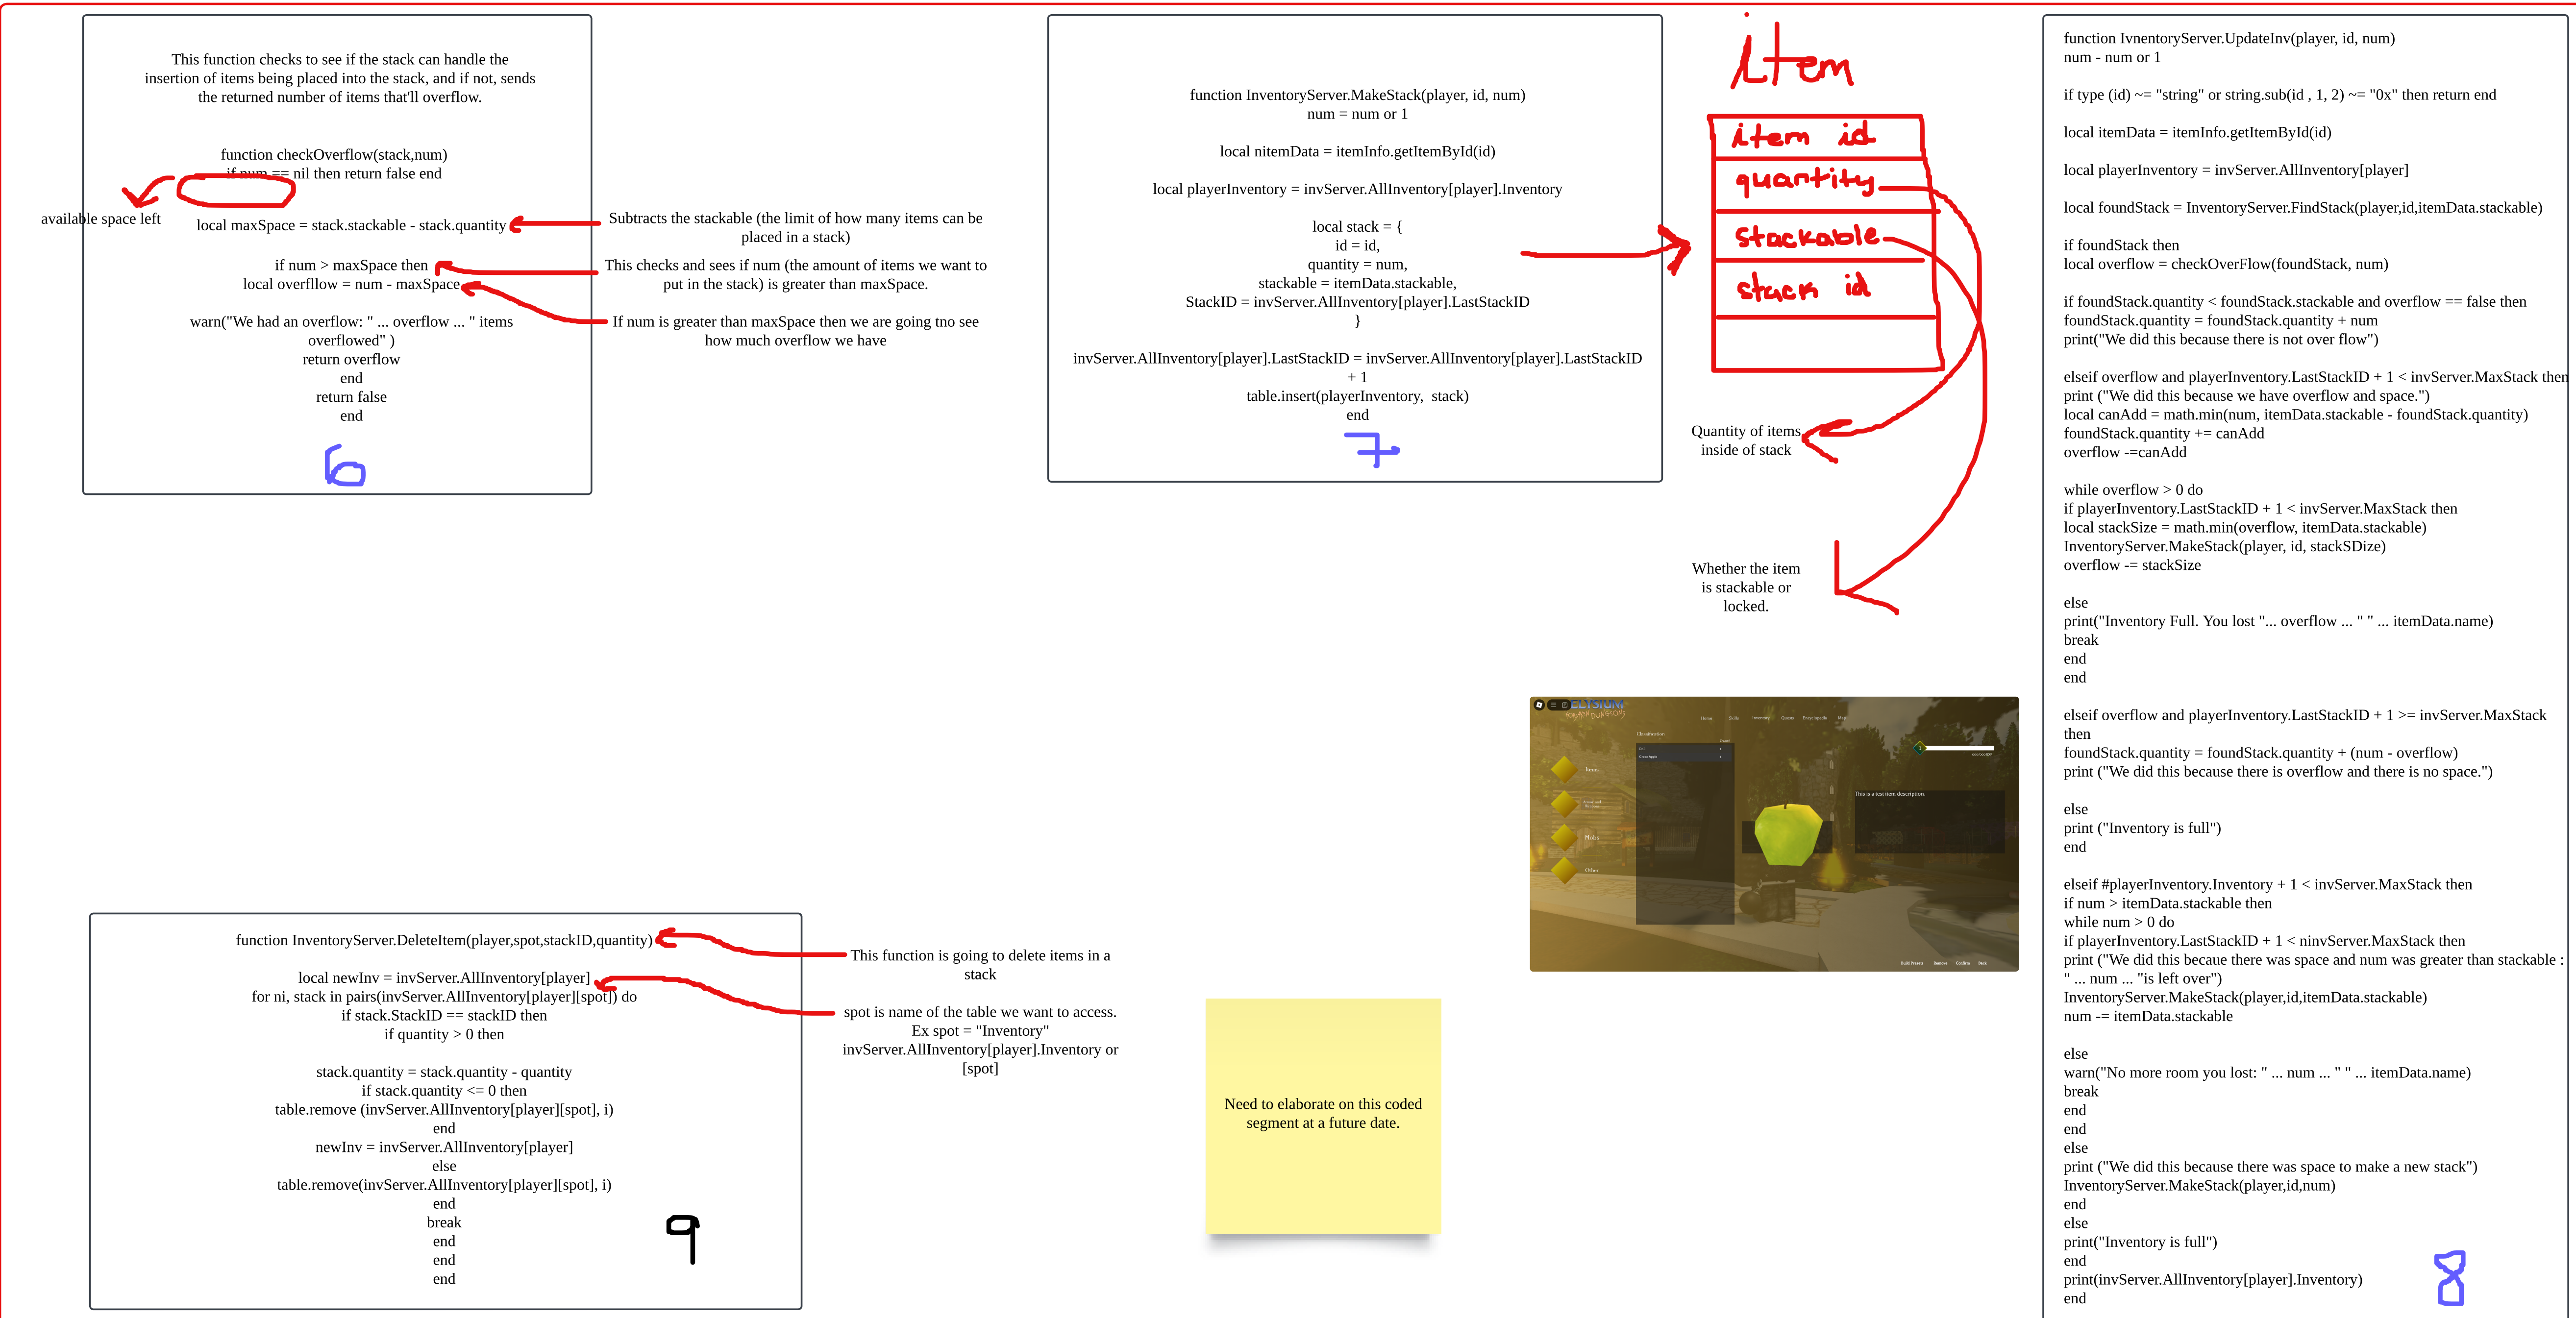 This function checks to see if the stack can handle the
insertion of items being placed into the stack, and if not, sends
the returned number of items that'll overflow.
function checkOverflow(stack,num)
if num == nil then return false end
available space left
local maxSpace = stack.stackable - stack.quantity
if num > maxSpace then
local overfllow = num - maxSpace
warn("We had an overflow: " ... overflow ... " items
overflowed" )
return overflow
end
return false
end
6
Subtracts the stackable (the limit of how many items can be
placed in a stack)
This checks and sees if num (the amount of items we want to
put in the stack) is greater than maxSpace.
If num is greater than maxSpace then we are going tno see
how much overflow we have
function InventoryServer.MakeStack(player, id, num)
num = num or 1
local nitemData = itemInfo.getItemById(id)
local playerInventory = invServer.AllInventory[player].Inventory
local stack = {
id = id,
quantity = num,
stackable = itemData.stackable,
StackID = invServer.AllInventory[player].LastStackID
}
invServer.AllInventory[player].LastStackID = invServer.AllInventory[player].LastStackID
+ 1
table.insert(playerInventory,  stack)
end
7
item
item id
quantity
stackable
stack id
Quantity of items
inside of stack
Whether the item
is stackable or
locked.
function IvnentoryServer.UpdateInv(player, id, num)
num - num or 1
if type (id) ~= "string" or string.sub(id , 1, 2) ~= "0x" then return end
local itemData = itemInfo.getItemById(id)
local playerInventory = invServer.AllInventory[player]
local foundStack = InventoryServer.FindStack(player,id,itemData.stackable)
if foundStack then
local overflow = checkOverFlow(foundStack, num)
if foundStack.quantity < foundStack.stackable and overflow == false then
foundStack.quantity = foundStack.quantity + num
print("We did this because there is not over flow")
elseif overflow and playerInventory.LastStackID + 1 < invServer.MaxStack then
print ("We did this because we have overflow and space.")
local canAdd = math.min(num, itemData.stackable - foundStack.quantity)
foundStack.quantity += canAdd
overflow -=canAdd
while overflow > 0 do
if playerInventory.LastStackID + 1 < invServer.MaxStack then
local stackSize = math.min(overflow, itemData.stackable)
InventoryServer.MakeStack(player, id, stackSDize)
overflow -= stackSize
else
print("Inventory Full. You lost "... overflow ... " " ... itemData.name)
break
end
end
elseif overflow and playerInventory.LastStackID + 1 >= invServer.MaxStack
then
foundStack.quantity = foundStack.quantity + (num - overflow)
print ("We did this because there is overflow and there is no space.")
else
print ("Inventory is full")
end
elseif #playerInventory.Inventory + 1 < invServer.MaxStack then
if num > itemData.stackable then
while num > 0 do
if playerInventory.LastStackID + 1 < ninvServer.MaxStack then
print ("We did this becaue there was space and num was greater than stackable :
" ... num ... "is left over")
InventoryServer.MakeStack(player,id,itemData.stackable)
num -= itemData.stackable
else
warn("No more room you lost: " ... num ... " " ... itemData.name)
break
end
end
else
print ("We did this because there was space to make a new stack")
InventoryServer.MakeStack(player,id,num)
end
else
print("Inventory is full")
end
print(invServer.AllInventory[player].Inventory)
end
8
ELYSIUM
Home Skills Inventory Quests Encyclopedia Map
Classification
Green Apple
Items
Mods
Other
This is a test item description.
Build Presets Remove Confirm Back
function InventoryServer.DeleteItem(player,spot,stackID,quantity)
local newInv = invServer.AllInventory[player]
for ni, stack in pairs(invServer.AllInventory[player][spot]) do
if stack.StackID == stackID then
if quantity > 0 then
stack.quantity = stack.quantity - quantity
if stack.quantity <= 0 then
table.remove (invServer.AllInventory[player][spot], i)
end
newInv = invServer.AllInventory[player]
else
table.remove(invServer.AllInventory[player][spot], i)
end
break
end
end
end
9
This function is going to delete items in a
stack
spot is name of the table we want to access.
Ex spot = "Inventory"
invServer.AllInventory[player].Inventory or
[spot]
Need to elaborate on this coded
segment at a future date.